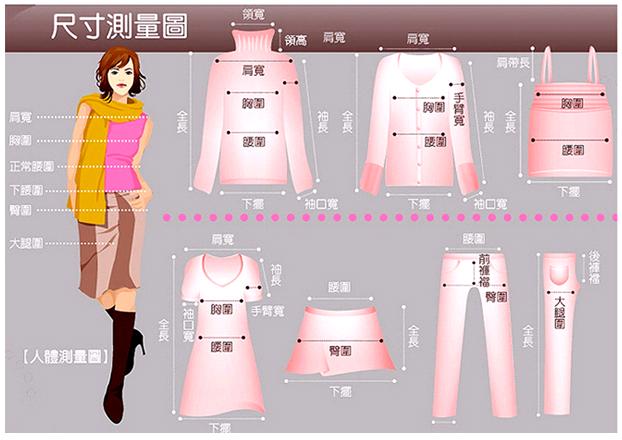 尺寸測量圖
肩寬
胸圍
正常腰圍
下腰圍
臀圍
大腿圍
【人體測量圖】
領寬
領高
肩寬
肩寬
胸圍
腰圍
全長
袖長
下擺
袖口寬
肩寬
手臂寬
胸圍
腰圍
全長
袖長
下擺
袖口寬
肩帶長
胸圍
腰圍
全長
下擺
肩寬
袖長
手臂寬
袖口寬
胸圍
腰圍
全長
下擺
腰圍
臀圍
全長
下擺
腰圍
前褲襠
臀圍
全長
後褲襠
大腿圍